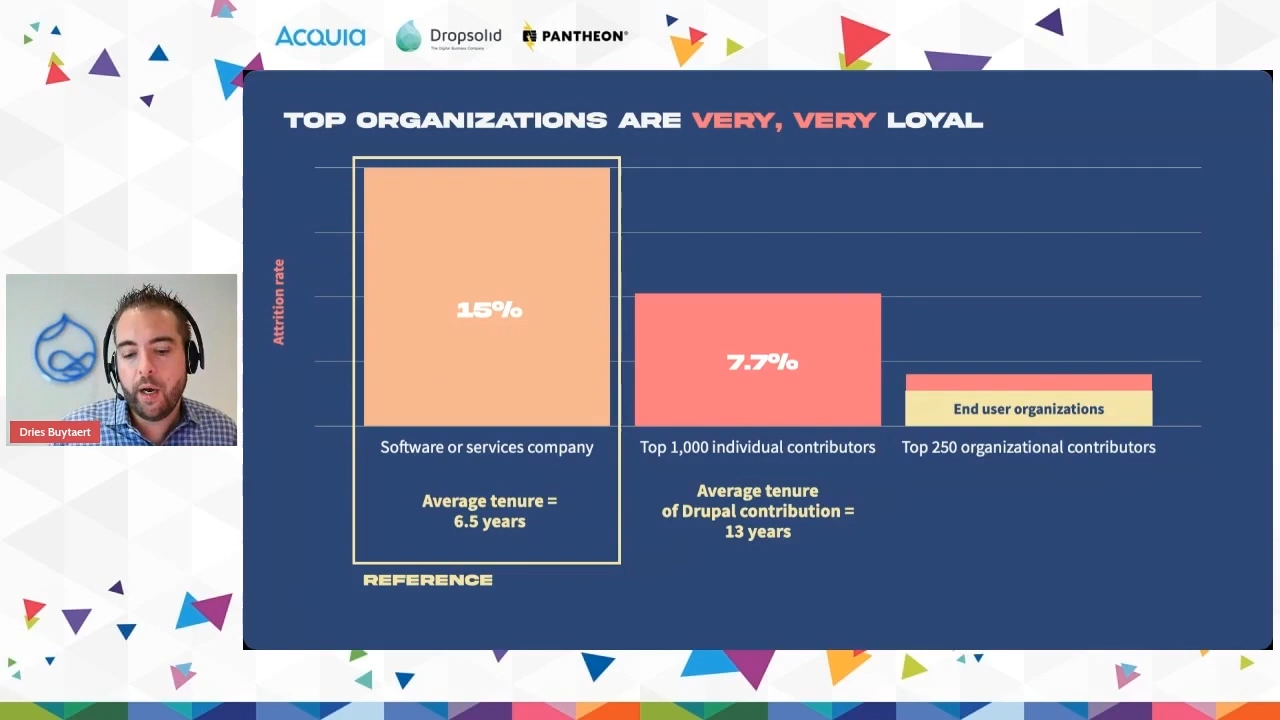 Acquia
Dropsolid
The Digital Business Company
PANTHEON®
TOP ORGANIZATIONS ARE VERY, VERY LOYAL
Attrition rate
15%
7.7%
End user organizations
Software or services company
Top 1,000 individual contributors
Top 250 organizational contributors
Average tenure =
6.5 years
Average tenure
of Drupal contribution =
13 years
REFERENCE
Dries Buytaert